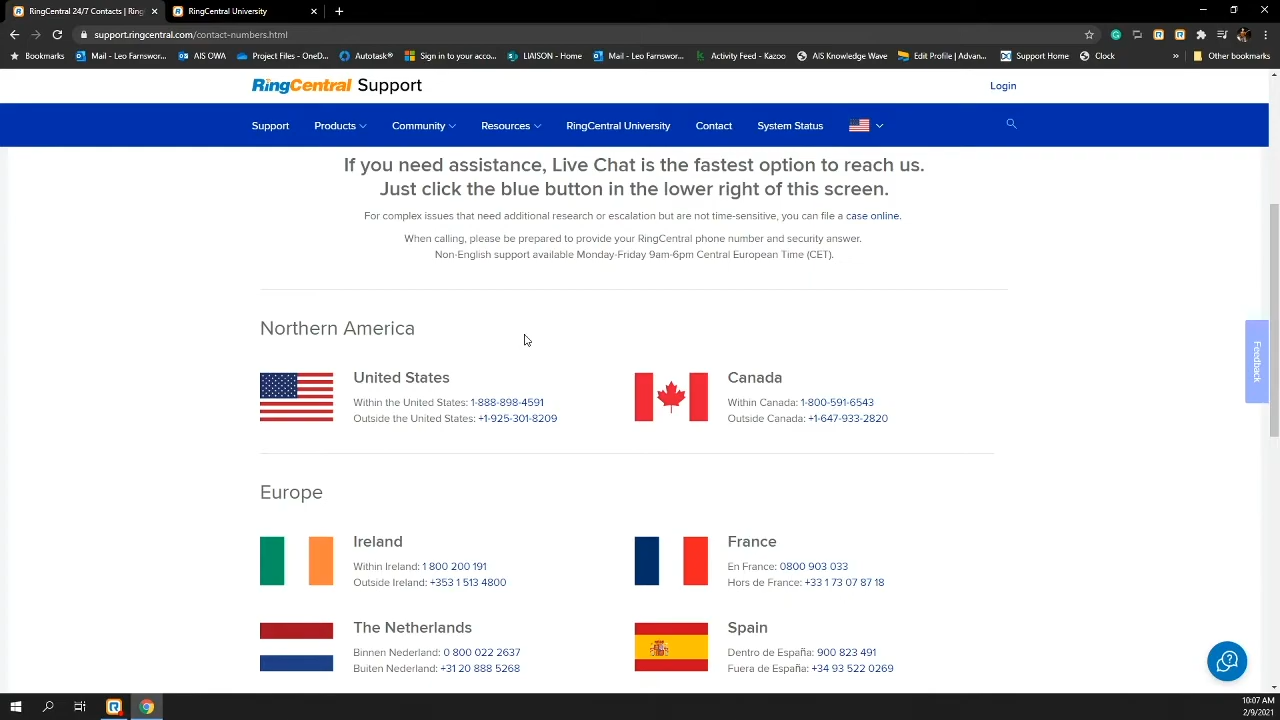 RingCentral 24/7 Contacts | Ring
RingCentral University
support.ringcentral.com/contact-numbers.html
Bookmarks
Mail - Leo Farnswor...
AIS OWA
Project Files - OneD...
Autotask®
Sign in to your acco...
LIAISON - Home
Mail - Leo Farnswor...
Activity Feed - Kazoo
AIS Knowledge Wave
Edit Profile | Advan...
Support Home
Clock
»
Other bookmarks
RingCentral Support
Login
Support
Products
Community
Resources
RingCentral University
Contact
System Status
If you need assistance, Live Chat is the fastest option to reach us.
Just click the blue button in the lower right of this screen.
For complex issues that need additional research or escalation but are not time-sensitive, you can file a case online.
When calling, please be prepared to provide your RingCentral phone number and security answer.
Non-English support available Monday-Friday 9am-6pm Central European Time (CET).
Feedback
Northern America
United States
Within the United States: 1-888-898-4591
Outside the United States: +1-925-301-8209
Canada
Within Canada: 1-800-591-6543
Outside Canada: +1-647-933-2820
Europe
Ireland
Within Ireland: 1 800 200 191
Outside Ireland: +353 1 513 4800
France
En France: 0800 903 033
Hors de France: +33 1 73 07 87 18
The Netherlands
Binnen Nederland: 0 800 022 2637
Buiten Nederland: +31 20 888 5268
Spain
Dentro de España: 900 823 491
Fuera de España: +34 93 522 0269
10:07 AM
2/9/2021